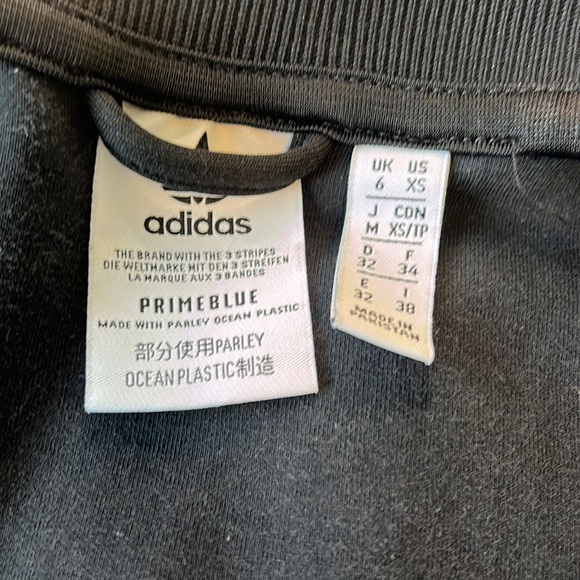 adidas
THE BRAND WITH THE 3 STRIPES
DIE WELTMARKE MIT DEN 3 STREIFEN
LA MARQUE AUX 3 BANDES
PRIMEBLUE
MADE WITH PARLEY OCEAN PLASTIC
部分使用PARLEY
OCEAN PLASTIC制造
UK US
6 XS
J CDN
M XS/TP
D F
32 34
E I
32 38
MADE IN
PAKISTAN